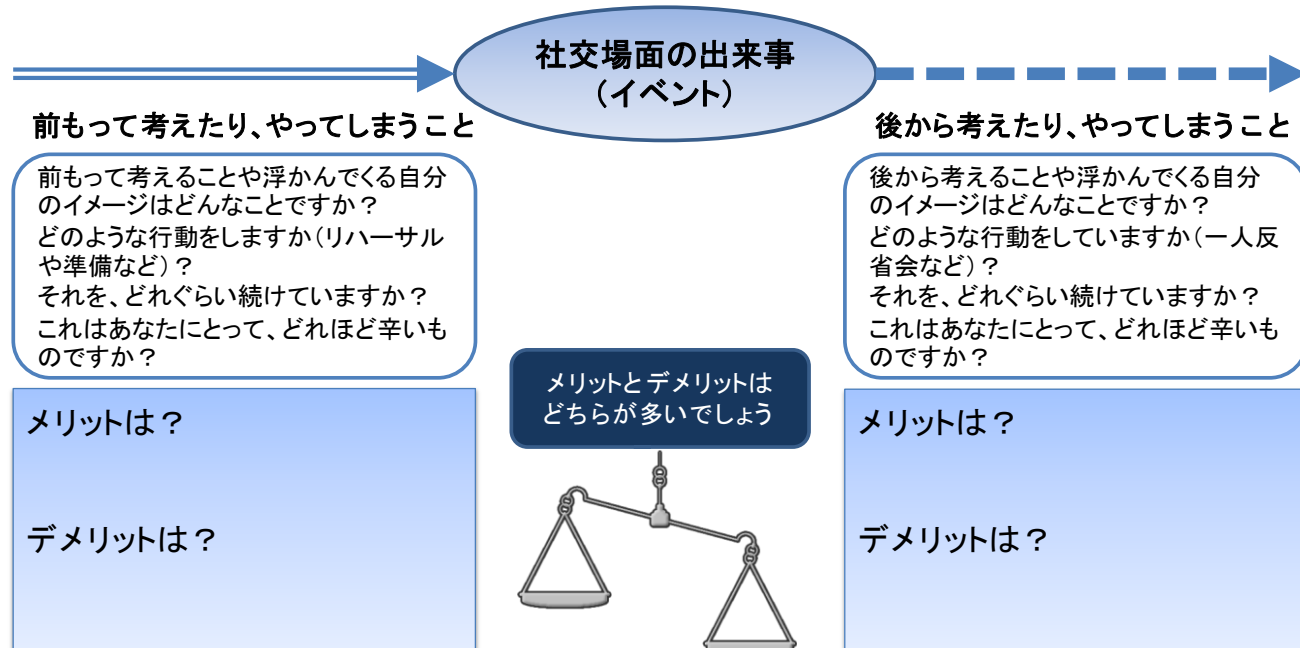 社交場面の出来事
（イベント）
前もって考えたり、やってしまうこと
前もって考えることや浮かんでくる自分
のイメージはどんなことですか？
どのような行動をしますか（リハーサル
や準備など）？
それを、どれぐらい続けていますか？
これはあなたにとって、どれほど辛いも
のですか？
メリットは？
デメリットは？
メリットとデメリットは
どちらが多いでしょう
後から考えたり、やってしまうこと
後から考えることや浮かんでくる自分
のイメージはどんなことですか？
どのような行動をしていますか（一人反
省会など）？
それを、どれぐらい続けていますか？
これはあなたにとって、どれほど辛いも
のですか？
メリットは？
デメリットは？